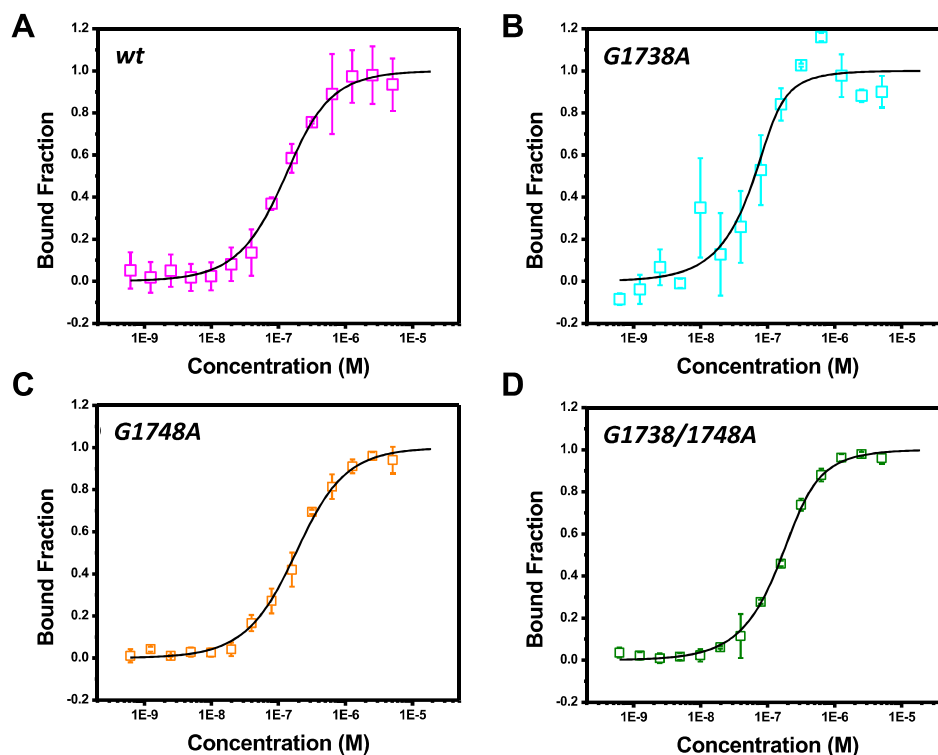 A
wt
1.2
1.0
0.8
0.6
0.4
0.2
0.0
-0.2
Bound Fraction
1E-9 1E-8 1E-7 1E-6 1E-5
Concentration (M)
B
G1738A
1.2
1.0
0.8
0.6
0.4
0.2
0.0
-0.2
Bound Fraction
1E-9 1E-8 1E-7 1E-6 1E-5
Concentration (M)
C
G1748A
1.2
1.0
0.8
0.6
0.4
0.2
0.0
-0.2
Bound Fraction
1E-9 1E-8 1E-7 1E-6 1E-5
Concentration (M)
D
G1738/1748A
1.2
1.0
0.8
0.6
0.4
0.2
0.0
-0.2
Bound Fraction
1E-9 1E-8 1E-7 1E-6 1E-5
Concentration (M)